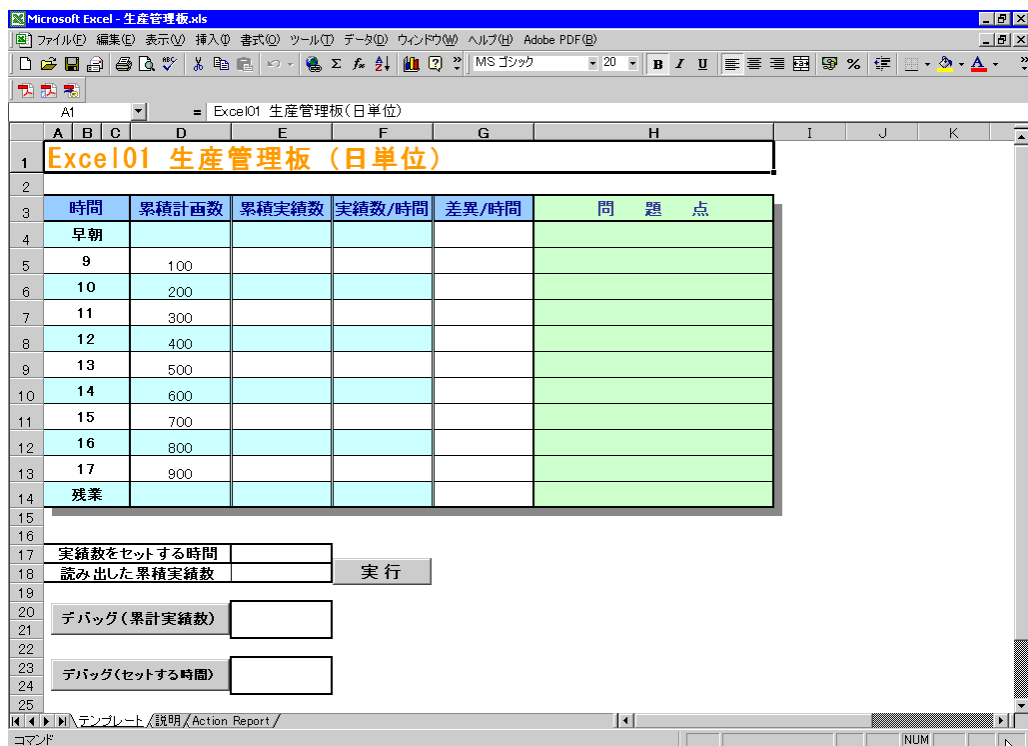 Microsoft Excel - 生産管理板.xls
ファイル(F) 編集(E) 表示(V) 挿入(I) 書式(O) ツール(T) データ(D) ウィンドウ(W) ヘルプ(H) Adobe PDF(B)
MS ゴシック 20 B I U
A1 = Excel01 生産管理板(日単位)
A B C D E F G H I J K
1 Excel01 生産管理板 (日単位)
2
3 時間 累積計画数 累積実績数 実績数/時間 差異/時間 問 題 点
4 早朝
5 9 100
6 10 200
7 11 300
8 12 400
9 13 500
10 14 600
11 15 700
12 16 800
13 17 900
14 残業
15
16
17 実績数をセットする時間
18 読み出した累積実績数 実行
19
20 デバッグ(累計実績数)
21
22
23 デバッグ(セットする時間)
24
25
テンプレート 説明 Action Report
コマンド NUM